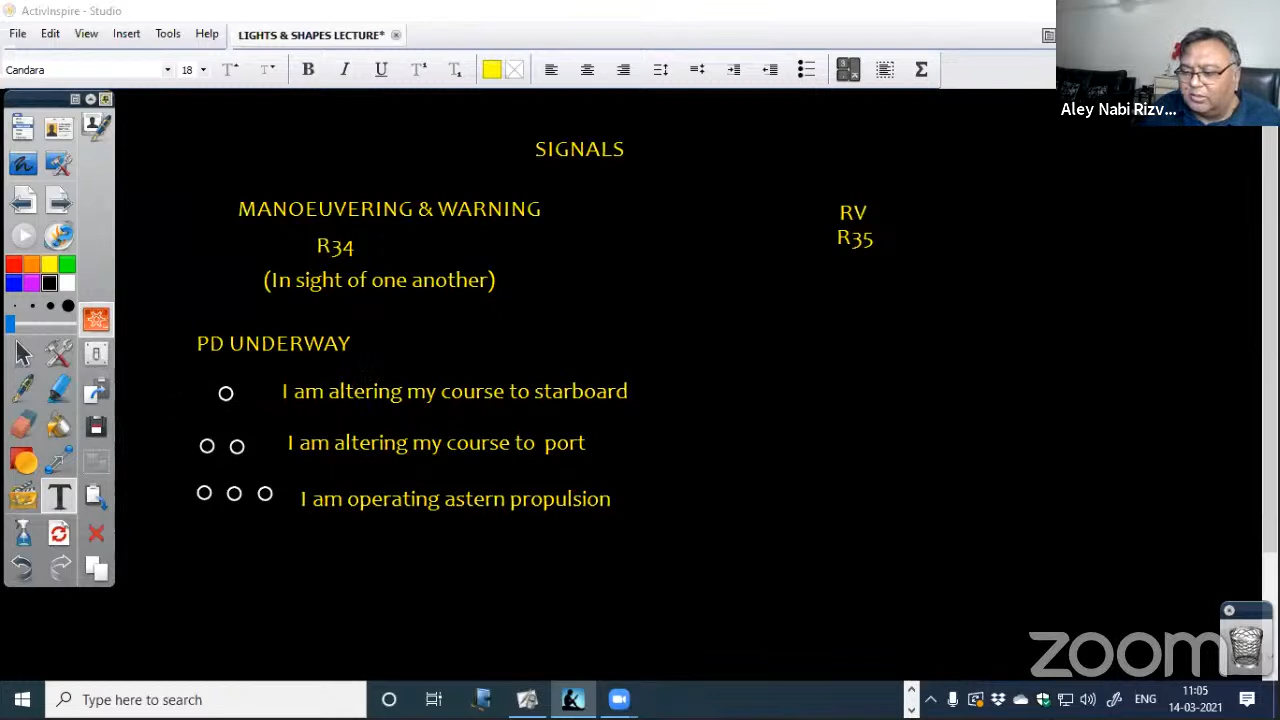 ActivInspire - Studio
File Edit View Insert Tools Help
LIGHTS & SHAPES LECTURE*
Candara 18
Aley Nabi Rizv...
SIGNALS
MANOEUVERING & WARNING
R34
(In sight of one another)
RV
R35
PD UNDERWAY
I am altering my course to starboard
I am altering my course to port
I am operating astern propulsion
zoom
Type here to search
ENG
11:05
14-03-2021